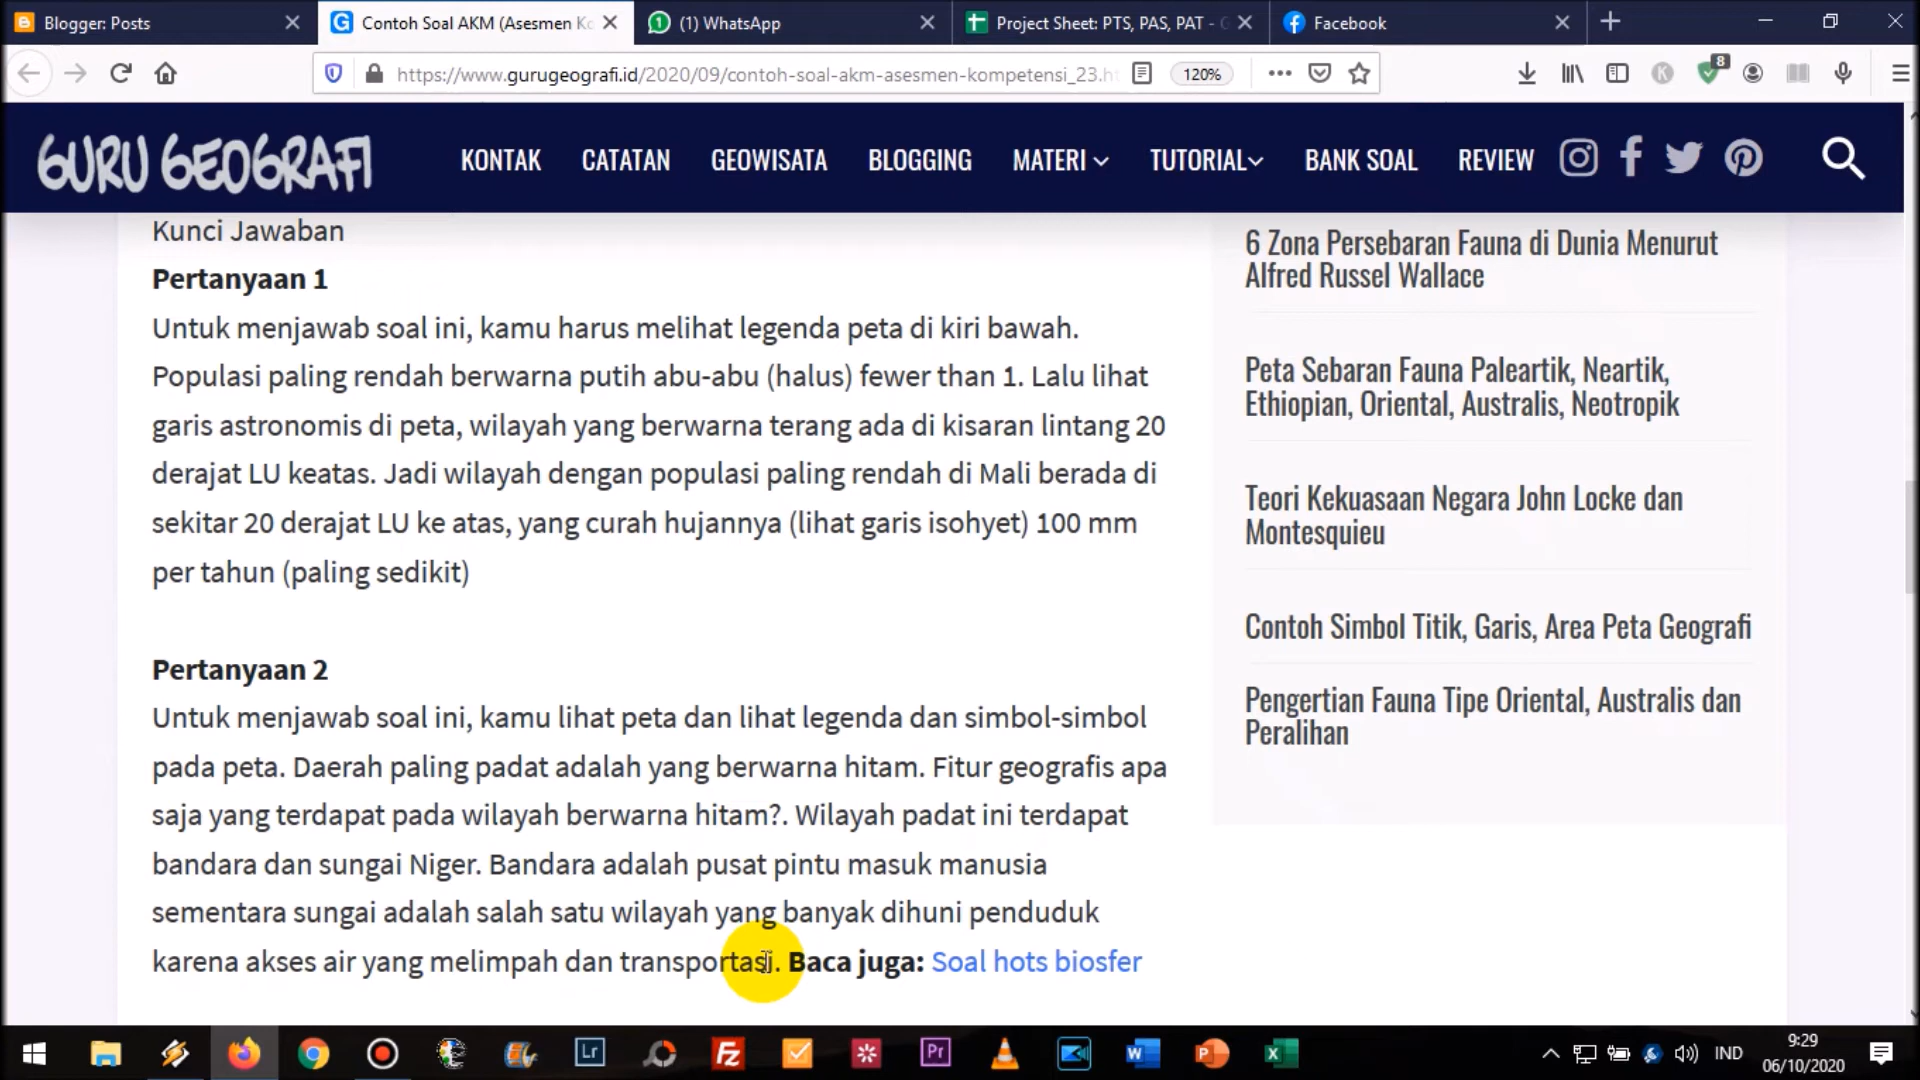 Blogger: Posts
Contoh Soal AKM (Asesmen Ko
(1) WhatsApp
Project Sheet: PTS, PAS, PAT - G
Facebook
https://www.gurugeografi.id/2020/09/contoh-soal-akm-asesmen-kompetensi_23.ht
120%
8
GURU GEOGRAFI
KONTAK
CATATAN
GEOWISATA
BLOGGING
MATERI
TUTORIAL
BANK SOAL
REVIEW
Kunci Jawaban
Pertanyaan 1
Untuk menjawab soal ini, kamu harus melihat legenda peta di kiri bawah.
Populasi paling rendah berwarna putih abu-abu (halus) fewer than 1. Lalu lihat
garis astronomis di peta, wilayah yang berwarna terang ada di kisaran lintang 20
derajat LU keatas. Jadi wilayah dengan populasi paling rendah di Mali berada di
sekitar 20 derajat LU ke atas, yang curah hujannya (lihat garis isohyet) 100 mm
per tahun (paling sedikit)
Pertanyaan 2
Untuk menjawab soal ini, kamu lihat peta dan lihat legenda dan simbol-simbol
pada peta. Daerah paling padat adalah yang berwarna hitam. Fitur geografis apa
saja yang terdapat pada wilayah berwarna hitam?. Wilayah padat ini terdapat
bandara dan sungai Niger. Bandara adalah pusat pintu masuk manusia
sementara sungai adalah salah satu wilayah yang banyak dihuni penduduk
karena akses air yang melimpah dan transportasi. Baca juga: Soal hots biosfer
6 Zona Persebaran Fauna di Dunia Menurut
Alfred Russel Wallace
Peta Sebaran Fauna Paleartik, Neartik,
Ethiopian, Oriental, Australis, Neotropik
Teori Kekuasaan Negara John Locke dan
Montesquieu
Contoh Simbol Titik, Garis, Area Peta Geografi
Pengertian Fauna Tipe Oriental, Australis dan
Peralihan
Lr
Fz
Pr
W
P
X
IND
9:29
06/10/2020